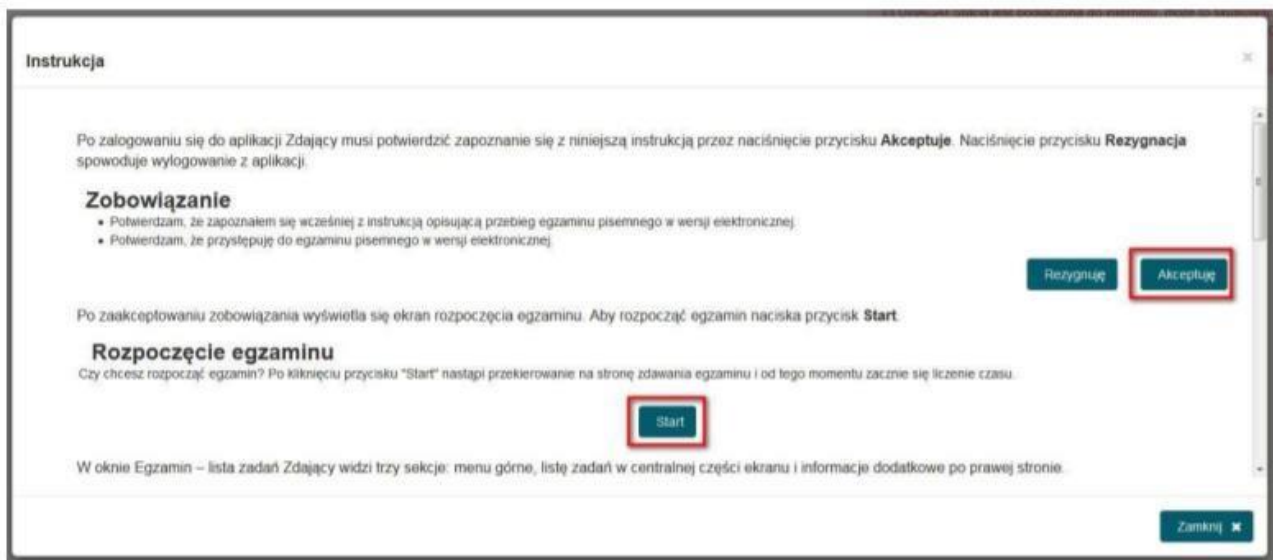 Instrukcja
Po zalogowaniu się do aplikacji Zdający musi potwierdzić zapoznanie się z niniejszą instrukcją przez naciśnięcie przycisku Akceptuje. Naciśnięcie przycisku Rezygnacja
spowoduje wylogowanie z aplikacji.
Zobowiązanie
• Potwierdzam, że zapoznałem się wcześniej z instrukcją opisującą przebieg egzaminu pisemnego w wersji elektronicznej.
• Potwierdzam, że przystępuję do egzaminu pisemnego w wersji elektronicznej.
Rezygnuję
Akceptuję
Po zaakceptowaniu zobowiązania wyświetla się ekran rozpoczęcia egzaminu. Aby rozpocząć egzamin naciska przycisk Start.
Rozpoczęcie egzaminu
Czy chcesz rozpocząć egzamin? Po kliknięciu przycisku "Start" nastąpi przekierowanie na stronę zdawania egzaminu i od tego momentu zacznie się liczenie czasu.
Start
W oknie Egzamin – lista zadań Zdający widzi trzy sekcje: menu górne, listę zadań w centralnej części ekranu i informacje dodatkowe po prawej stronie.
Zamknij